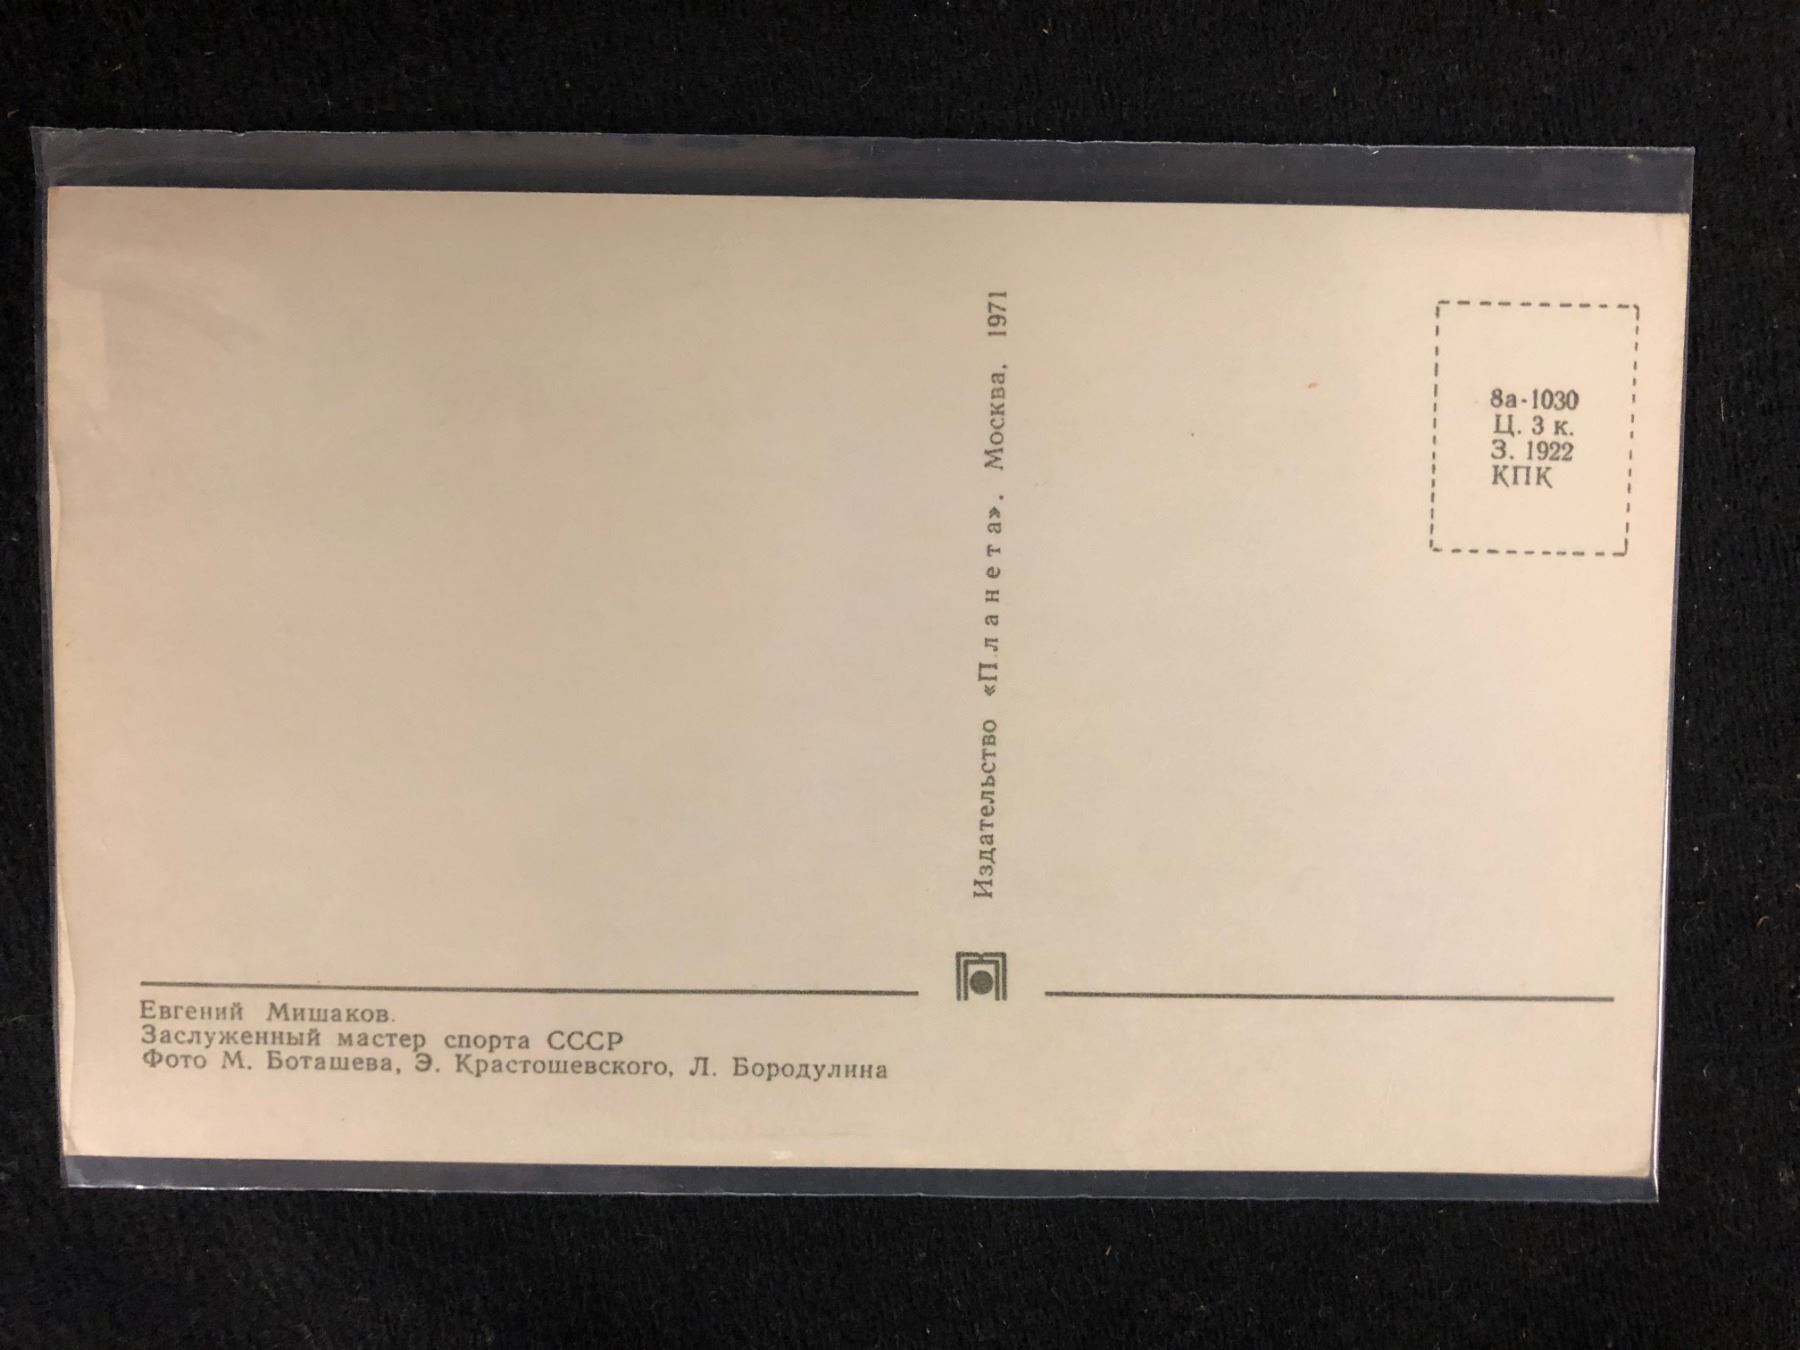 Издательство «Планета». Москва, 1971
8а-1030
Ц. 3 к.
З. 1922
КПК
Евгений Мишаков.
Заслуженный мастер спорта СССР
Фото М. Боташева, Э. Крастошевского, Л. Бородулина